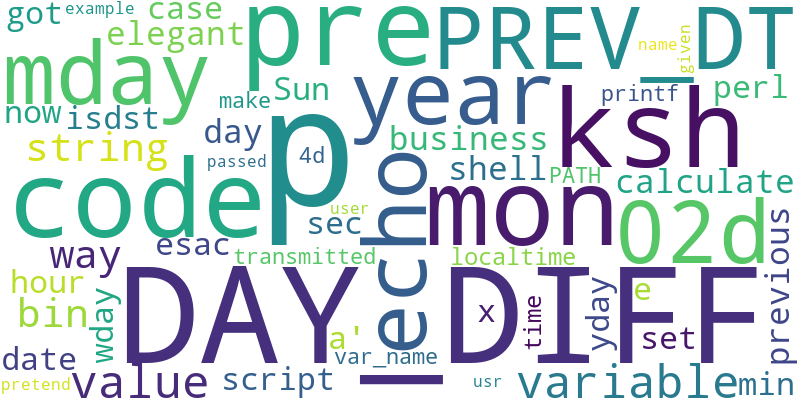 got example case pre PREV_DT
elegant name given
mday year printf perl
now isdst make Sun ksh
string day p business
code passed 4d echo shell PATH calculate
user mon 02d
way esac sec previous
hour transmitted localtime
bin wday DAY_DIFF x time yday e
date a' var_name set
pretend value script usr variable min